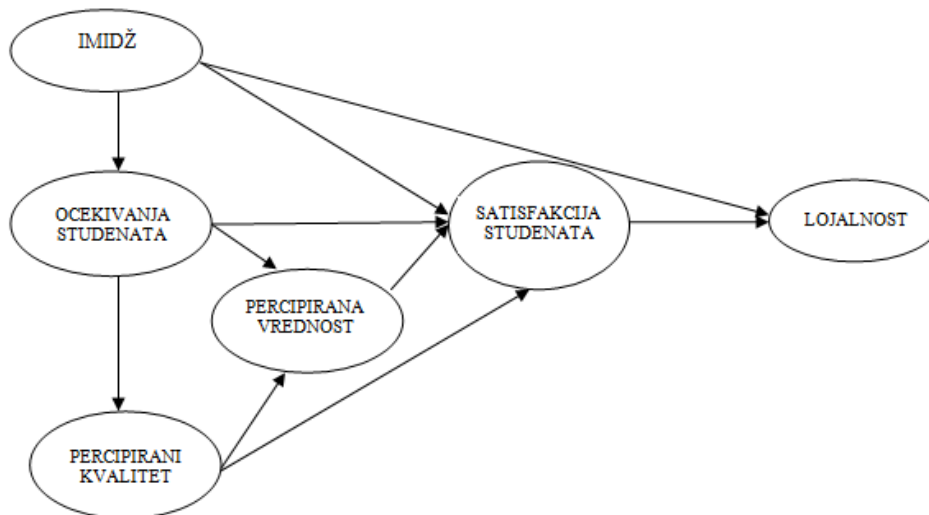 IMIDŽ
OCEKIVANJA
STUDENATA
SATISFAKCIJA
STUDENATA
LOJALNOST
PERCIPIRANA
VREDNOST
PERCIPIRANI
KVALITET